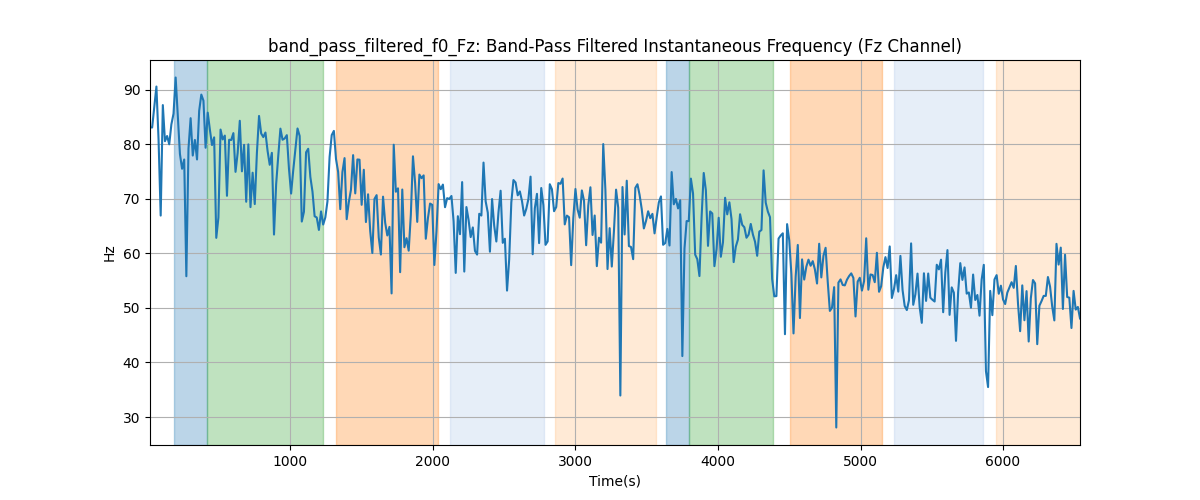 band_pass_filtered_f0_Fz: Band-Pass Filtered Instantaneous Frequency (Fz Channel)
90
80
70
60
50
40
30
Hz
1000 2000 3000 4000 5000 6000
Time(s)